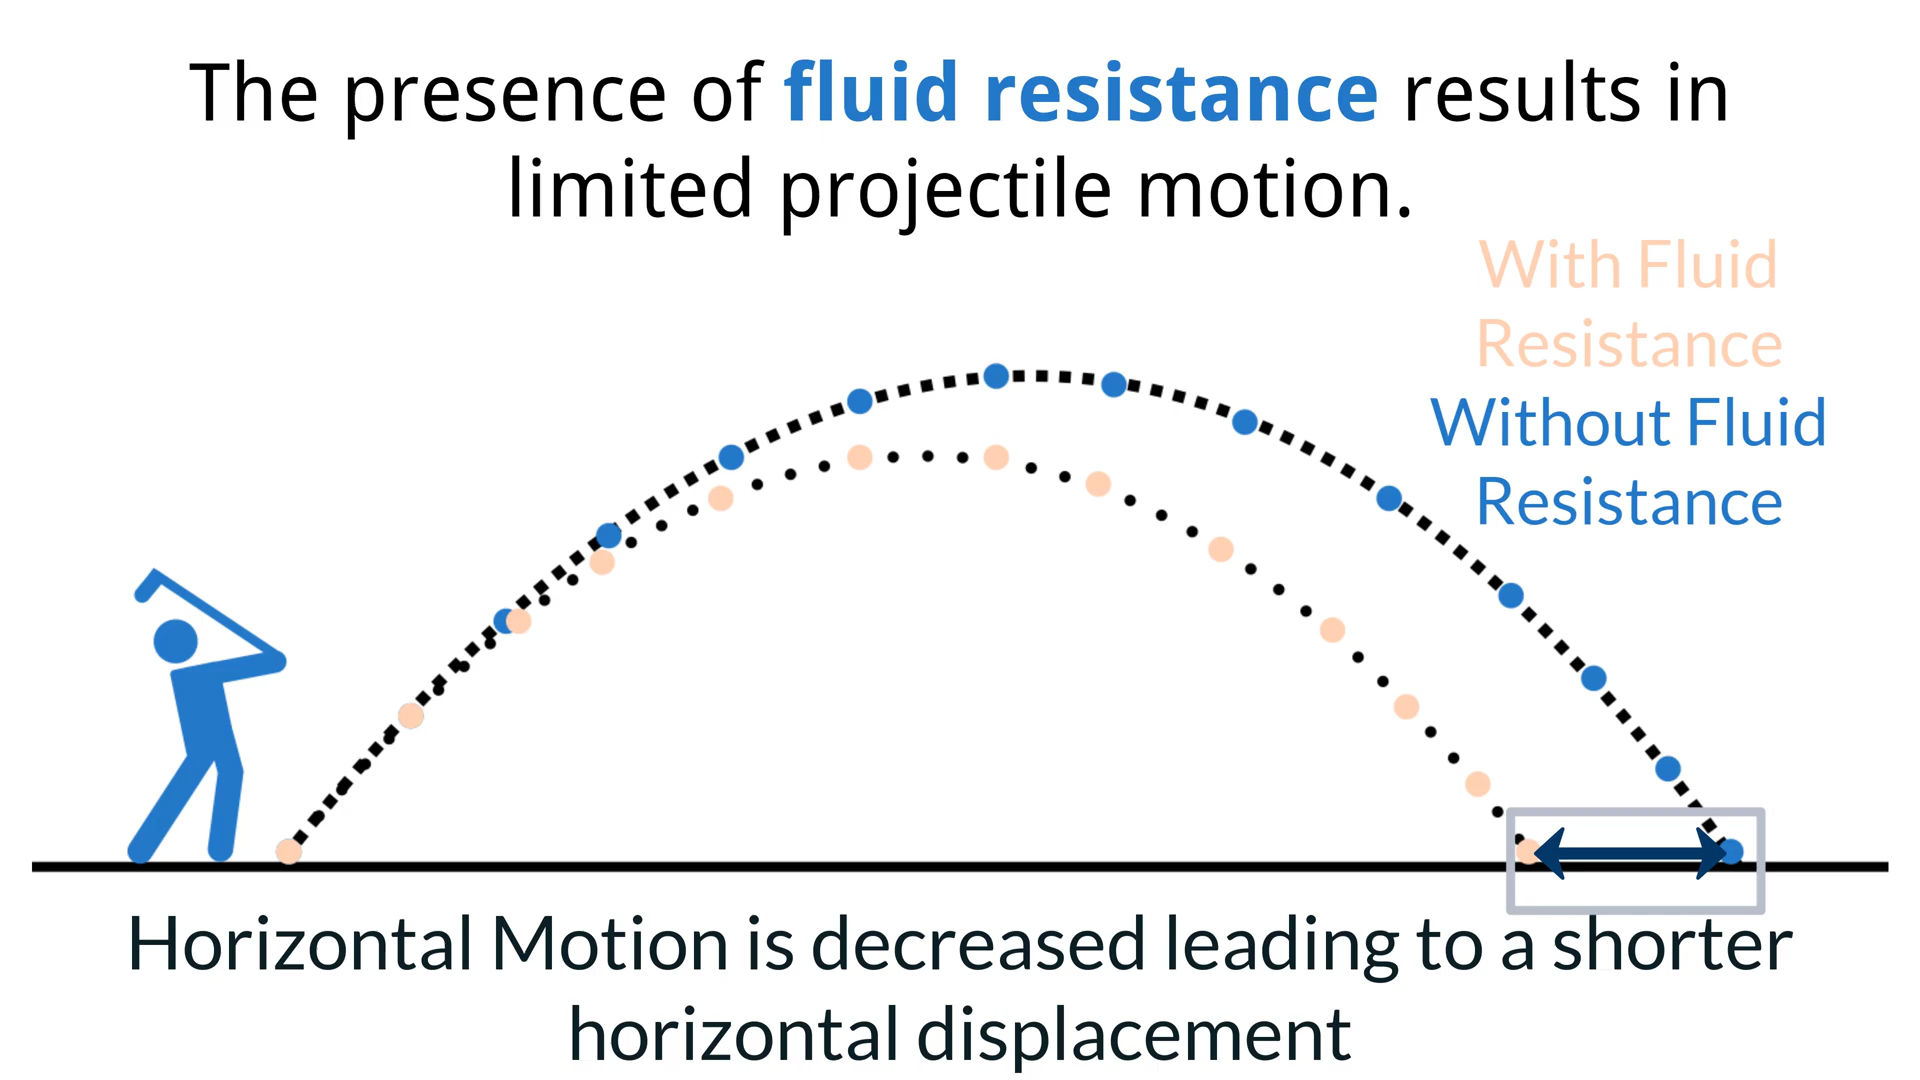 The presence of fluid resistance results in
limited projectile motion.
With Fluid
Resistance
Without Fluid
Resistance
Horizontal Motion is decreased leading to a shorter
horizontal displacement